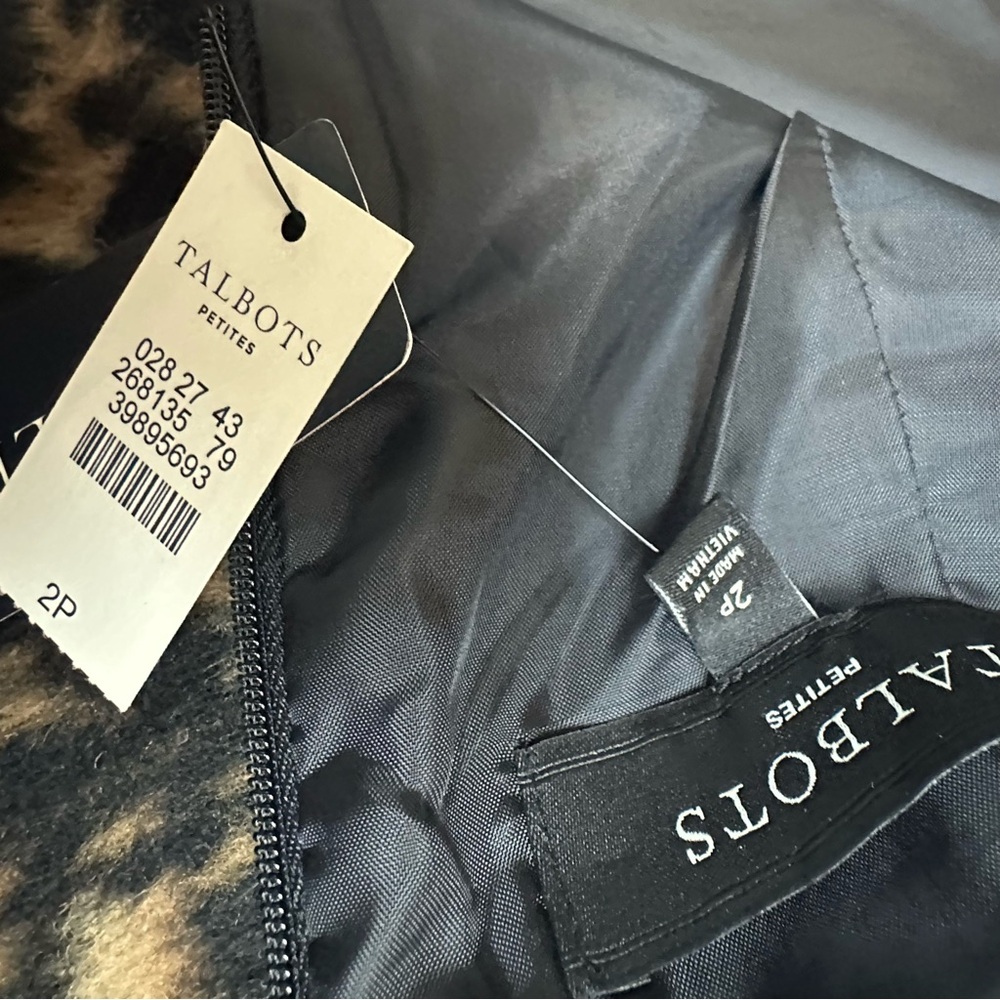 TALBOTS
PETITES
028 27 43
268135 79
39895693
2P
2P
MADE IN
VIETNAM
TALBOTS
PETITES